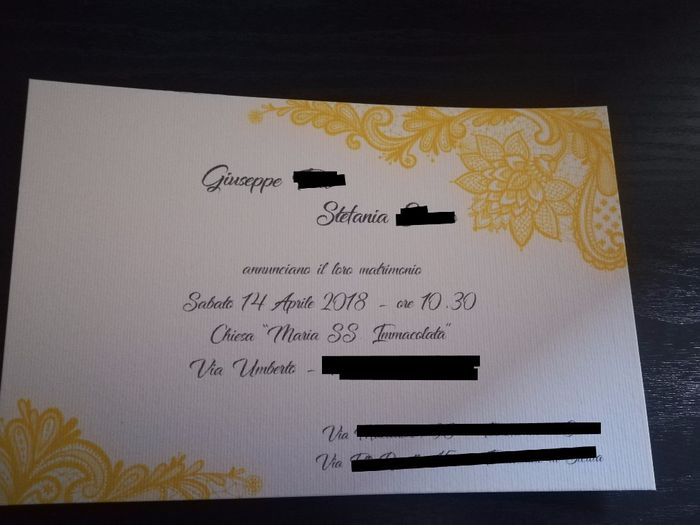 Giuseppe
Stefania
annunciano il loro matrimonio
Sabato 14 Aprile 2018 - ore 10.30
Chiesa "Maria SS Immacolata"
Via Umberto -
Via
Via